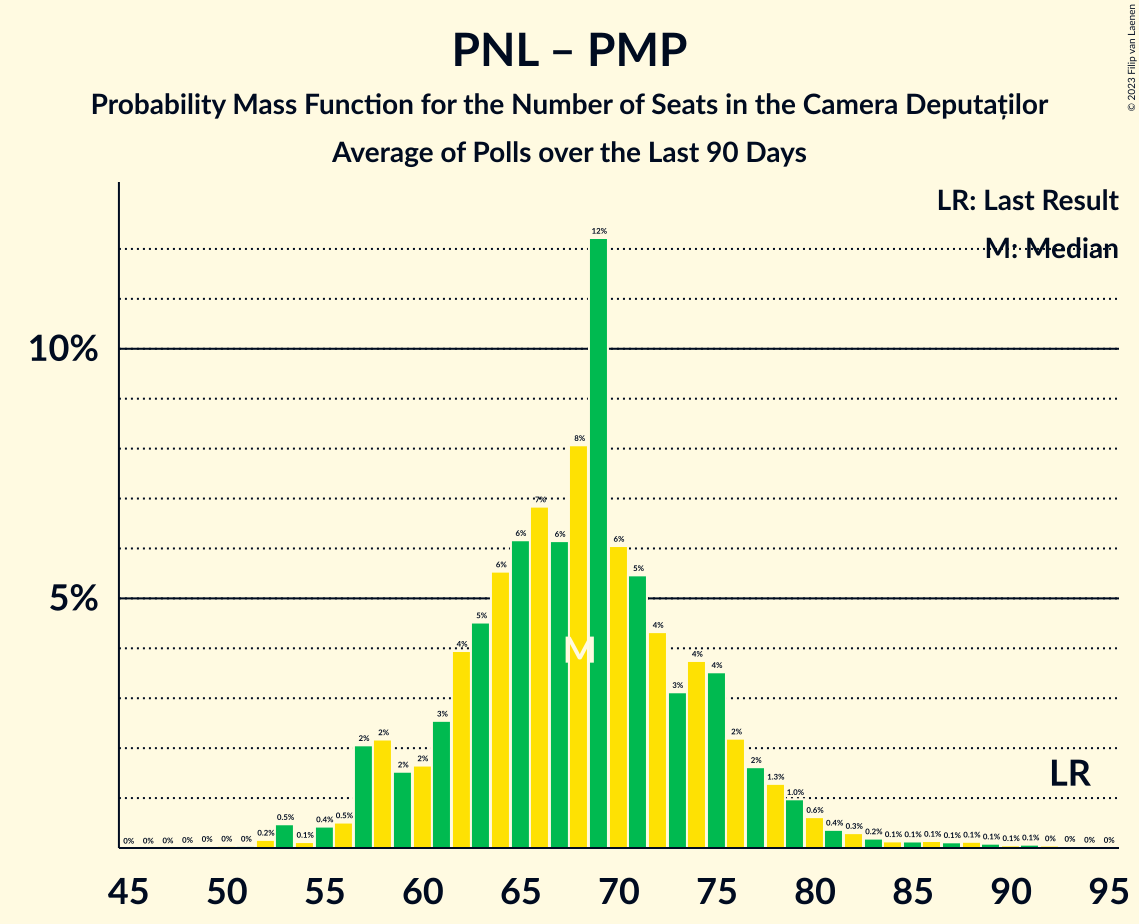 PNL – PMP
Probability Mass Function for the Number of Seats in the Camera Deputaților
Average of Polls over the Last 90 Days
© 2023 Filip van Laenen
LR: Last Result
M: Median
10%
5%
0% 0% 0% 0% 0% 0% 0% 0.2% 0.5% 0.1% 0.4% 0.5% 2% 2% 2% 2% 3% 4% 5% 6% 6% 7% 6% 8% 12% 6% 5% 4% 3% 4% 4% 2% 2% 1.3% 1.0% 0.6% 0.4% 0.3% 0.2% 0.1% 0.1% 0.1% 0.1% 0.1% 0.1% 0.1% 0.1% 0% 0% 0% 0%
M
LR
45 50 55 60 65 70 75 80 85 90 95